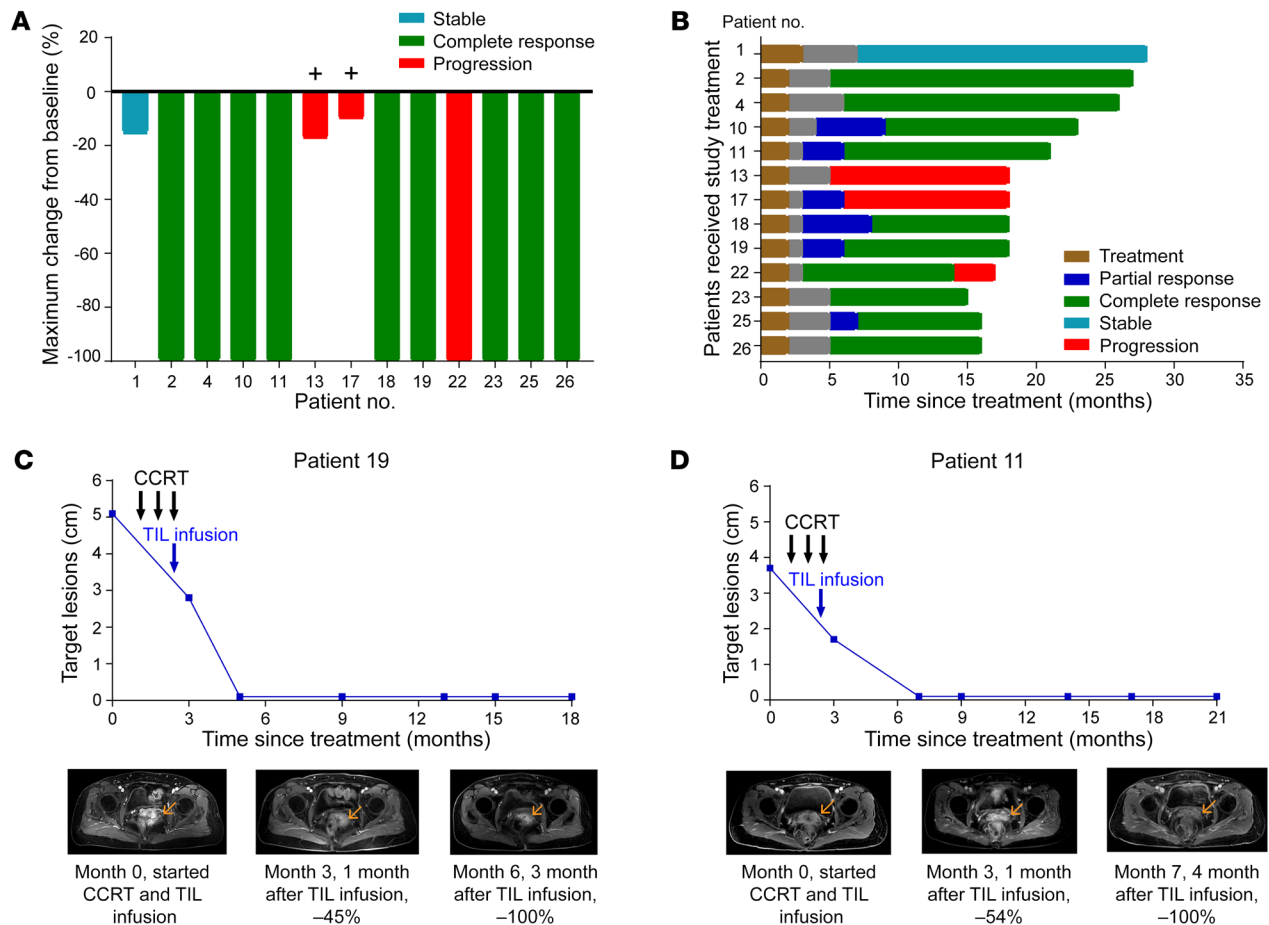 A
Maximum change from baseline (%)
20
0
-20
-40
-60
-80
-100
Stable
Complete response
Progression
+ +
1 2 4 10 11 13 17 18 19 22 23 25 26
Patient no.
B
Patient no.
Patients received study treatment
1
2
4
10
11
13
17
18
19
22
23
25
26
Treatment
Partial response
Complete response
Stable
Progression
0 5 10 15 20 25 30 35
Time since treatment (months)
C
Patient 19
Target lesions (cm)
6
5
4
3
2
1
0
CCRT
TIL infusion
0 3 6 9 12 15 18
Time since treatment (months)
Month 0, started
CCRT and TIL
infusion
Month 3, 1 month
after TIL infusion,
–45%
Month 6, 3 month
after TIL infusion,
–100%
D
Patient 11
Target lesions (cm)
6
5
4
3
2
1
0
CCRT
TIL infusion
0 3 6 9 12 15 18 21
Time since treatment (months)
Month 0, started
CCRT and TIL
infusion
Month 3, 1 month
after TIL infusion,
–54%
Month 7, 4 month
after TIL infusion,
–100%